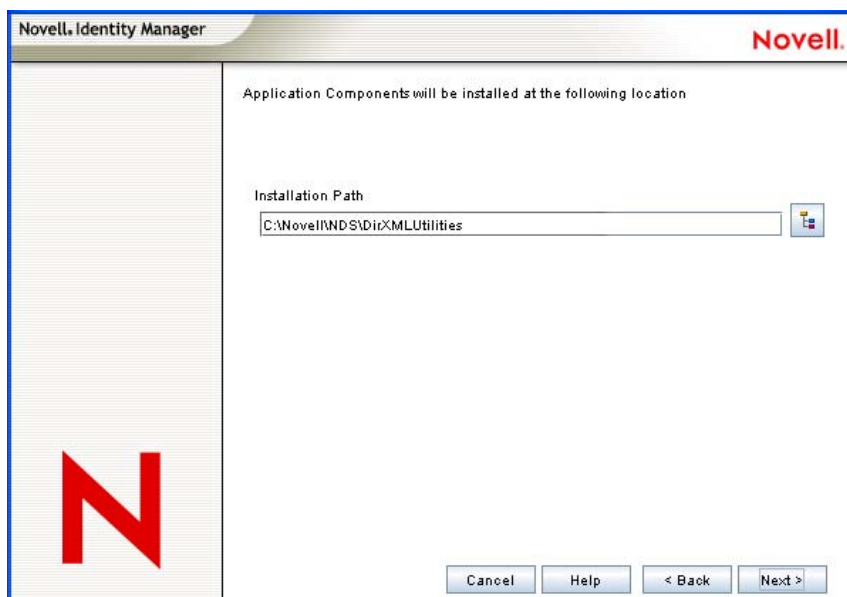 Novell. Identity Manager
Novell.
Application Components will be installed at the following location
Installation Path
C:\Novell\NDS\DirXMLUtilities
N
Cancel Help < Back Next >